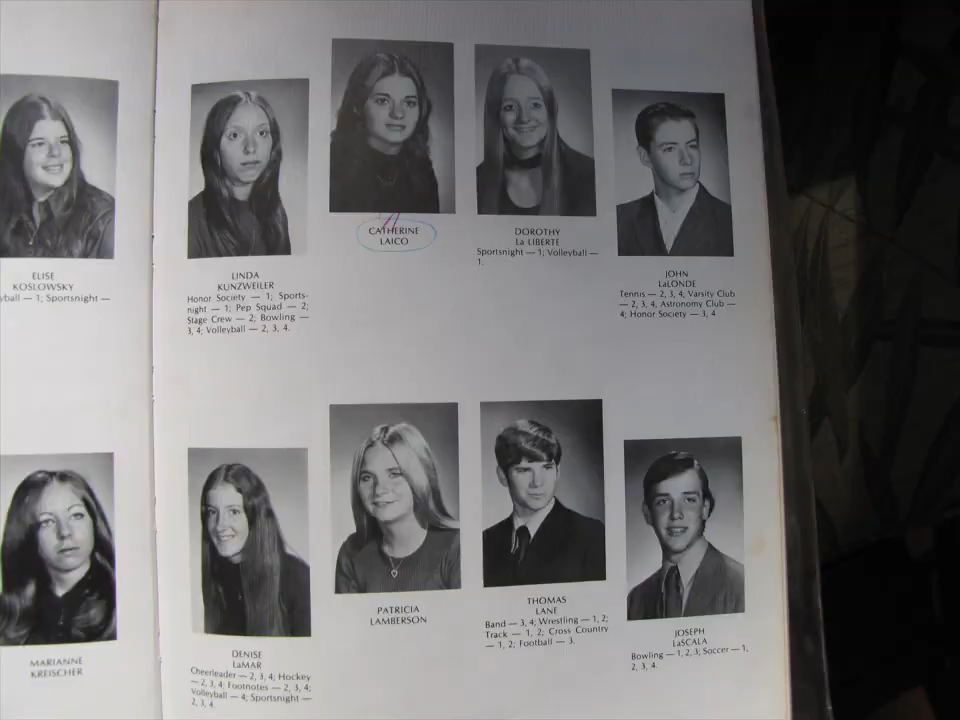 ELISE
KOSLOWSKY
yball — 1; Sportsnight —
LINDA
KUNZWEILER
Honor Society — 1; Sports-
night — 1; Pep Squad — 2;
Stage Crew — 2; Bowling —
3, 4; Volleyball — 2, 3, 4.
CATHERINE
LAICO
DOROTHY
La LIBERTE
Sportsnight — 1; Volleyball —
1.
JOHN
LaLONDE
Tennis — 2, 3, 4; Varsity Club
— 2, 3, 4, Astronomy Club —
4; Honor Society — 3, 4
MARIANNE
KREISCHER
DENISE
LaMAR
Cheerleader — 2, 3, 4; Hockey
— 2, 3, 4; Footnotes — 2, 3, 4;
Volleyball — 4; Sportsnight —
2, 3, 4.
PATRICIA
LAMBERSON
THOMAS
LANE
Band — 3, 4; Wrestling — 1, 2;
Track — 1, 2; Cross Country
— 1, 2; Football — 3.
JOSEPH
LaSCALA
Bowling — 1, 2, 3; Soccer — 1,
2, 3, 4.